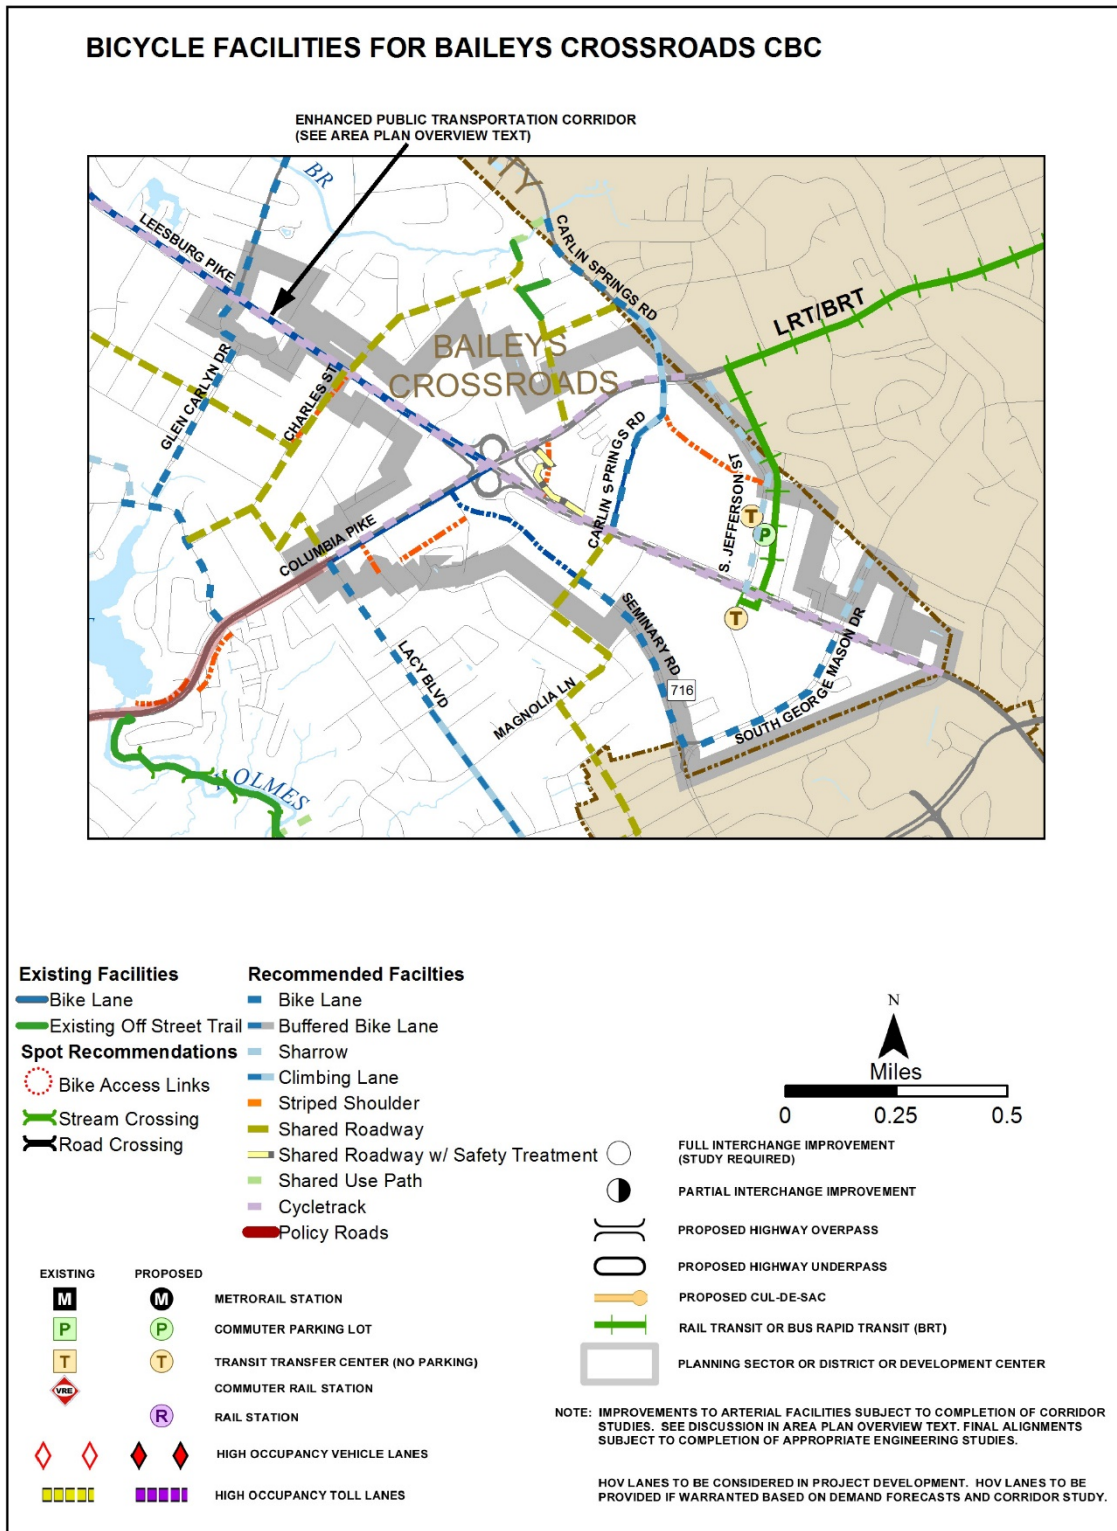 BICYCLE FACILITIES FOR BAILEYS CROSSROADS CBC
ENHANCED PUBLIC TRANSPORTATION CORRIDOR
(SEE AREA PLAN OVERVIEW TEXT)
BR
NTY
LEESBURG PIKE
CARLIN SPRINGS RD
LRT/BRT
BAILEYS
CROSSROADS
GLEN CARLYN DR
CHARLES ST
CARLIN SPRINGS RD
S. JEFFERSON ST
T
P
COLUMBIA PIKE
T
SEMINARY RD
LACY BLVD
MAGNOLIA LN
716
SOUTH GEORGE MASON DR
OLMES
Existing Facilities
Bike Lane
Existing Off Street Trail
Spot Recommendations
Bike Access Links
Stream Crossing
Road Crossing
Recommended Facilties
Bike Lane
Buffered Bike Lane
Sharrow
Climbing Lane
Striped Shoulder
Shared Roadway
Shared Roadway w/ Safety Treatment
Shared Use Path
Cycletrack
Policy Roads
N
Miles
0 0.25 0.5
FULL INTERCHANGE IMPROVEMENT
(STUDY REQUIRED)
PARTIAL INTERCHANGE IMPROVEMENT
PROPOSED HIGHWAY OVERPASS
PROPOSED HIGHWAY UNDERPASS
PROPOSED CUL-DE-SAC
RAIL TRANSIT OR BUS RAPID TRANSIT (BRT)
PLANNING SECTOR OR DISTRICT OR DEVELOPMENT CENTER
EXISTING PROPOSED
M M METRORAIL STATION
P P COMMUTER PARKING LOT
T T TRANSIT TRANSFER CENTER (NO PARKING)
VRE COMMUTER RAIL STATION
R RAIL STATION
HIGH OCCUPANCY VEHICLE LANES
HIGH OCCUPANCY TOLL LANES
NOTE: IMPROVEMENTS TO ARTERIAL FACILITIES SUBJECT TO COMPLETION OF CORRIDOR
STUDIES. SEE DISCUSSION IN AREA PLAN OVERVIEW TEXT. FINAL ALIGNMENTS
SUBJECT TO COMPLETION OF APPROPRIATE ENGINEERING STUDIES.
HOV LANES TO BE CONSIDERED IN PROJECT DEVELOPMENT. HOV LANES TO BE
PROVIDED IF WARRANTED BASED ON DEMAND FORECASTS AND CORRIDOR STUDY.